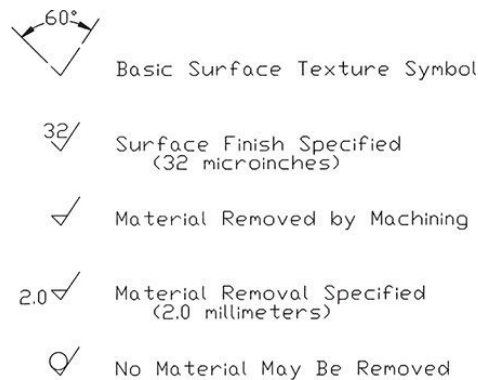 60°
Basic Surface Texture Symbol
32
Surface Finish Specified
(32 microinches)
Material Removed by Machining
2.0
Material Removal Specified
(2.0 millimeters)
No Material May Be Removed